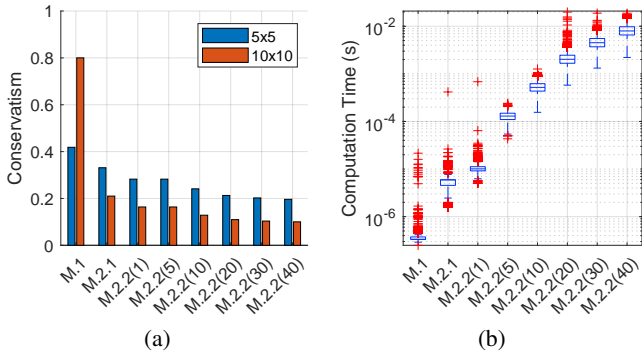 1
0.8
0.6
0.4
0.2
0
Conservatism
5x5
10x10
M.1
M.2.1
M.2.2(1)
M.2.2(5)
M.2.2(10)
M.2.2(20)
M.2.2(30)
M.2.2(40)
(a)
10⁻²
10⁻⁴
10⁻⁶
Computation Time (s)
M.1
M.2.1
M.2.2(1)
M.2.2(5)
M.2.2(10)
M.2.2(20)
M.2.2(30)
M.2.2(40)
(b)